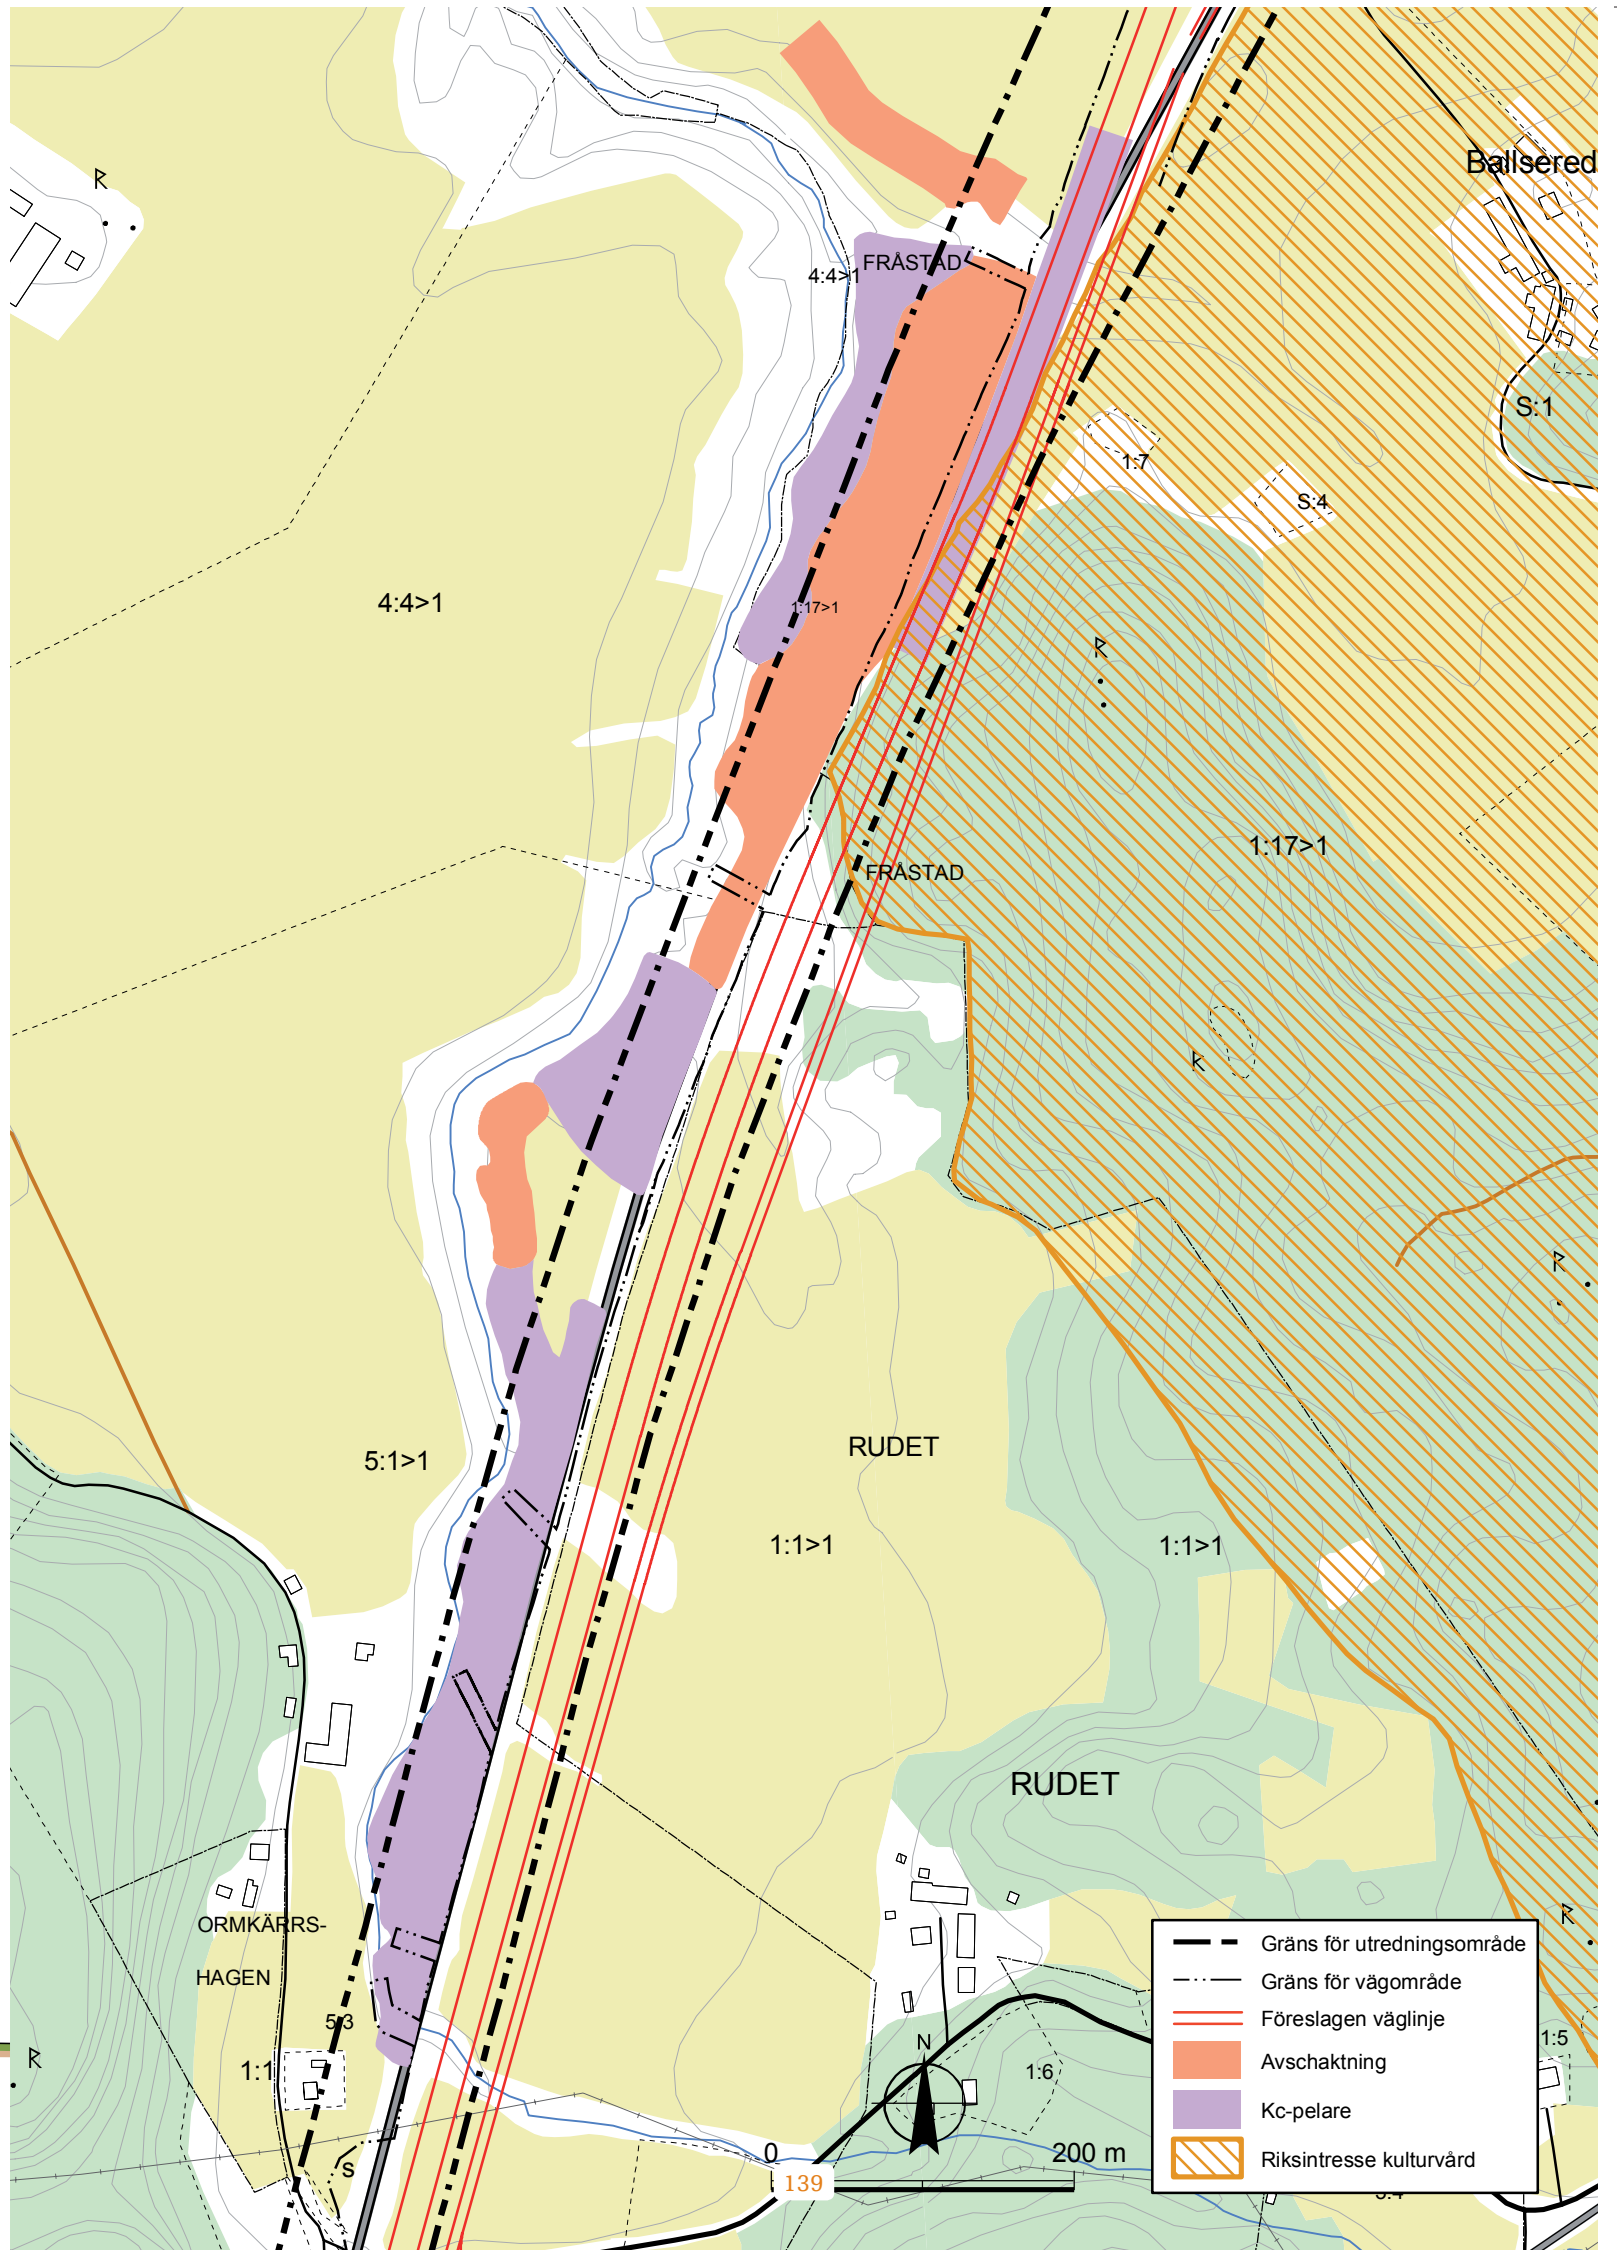 Ballsered
R
4:4>1
FRÅSTAD
S:1
1:7
S:4
4:4>1
1:17>1
R
1:17>1
FRÅSTAD
R
R
RUDET
5:1>1
1:1>1
1:1>1
RUDET
R
ORMKÄRRS-
HAGEN
5:3
R
1:1
S
N
1:6
1:5
0
200 m
139
Gräns för utredningsområde
Gräns för vägområde
Föreslagen väglinje
Avschaktning
Kc-pelare
Riksintresse kulturvård